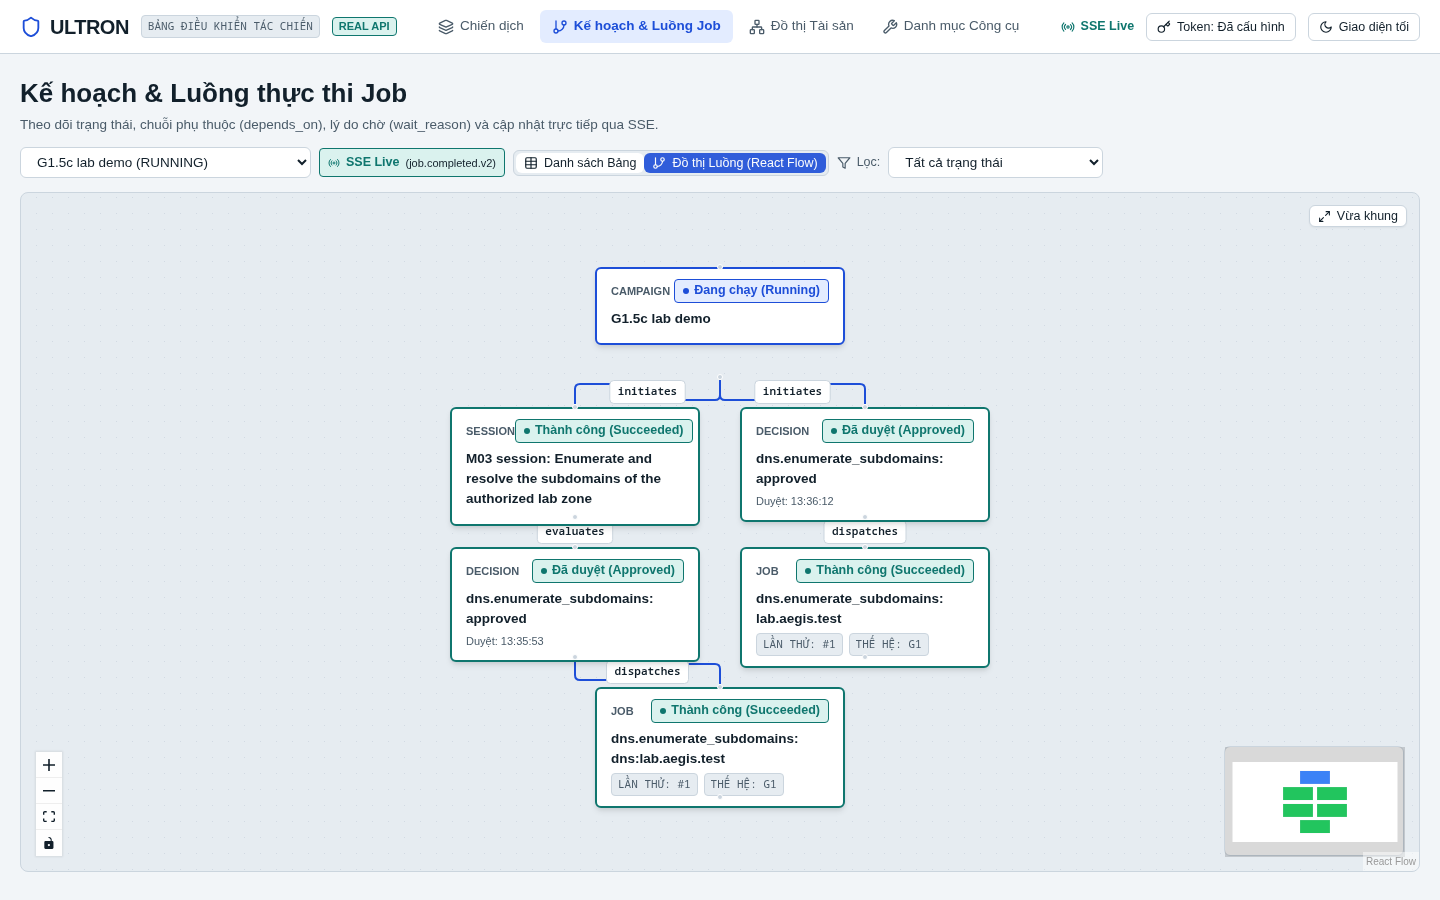 ULTRON
BẢNG ĐIỀU KHIỂN TÁC CHIẾN
REAL API
Chiến dịch
Kế hoạch & Luồng Job
Đồ thị Tài sản
Danh mục Công cụ
SSE Live
Token: Đã cấu hình
Giao diện tối
Kế hoạch & Luồng thực thi Job
Theo dõi trạng thái, chuỗi phụ thuộc (depends_on), lý do chờ (wait_reason) và cập nhật trực tiếp qua SSE.
G1.5c lab demo (RUNNING)
SSE Live (job.completed.v2)
Danh sách Bảng
Đồ thị Luồng (React Flow)
Lọc:
Tất cả trạng thái
Vừa khung
CAMPAIGN
Đang chạy (Running)
G1.5c lab demo
initiates
initiates
SESSION
Thành công (Succeeded)
M03 session: Enumerate and
resolve the subdomains of the
authorized lab zone
DECISION
Đã duyệt (Approved)
dns.enumerate_subdomains:
approved
Duyệt: 13:36:12
evaluates
dispatches
DECISION
Đã duyệt (Approved)
dns.enumerate_subdomains:
approved
Duyệt: 13:35:53
JOB
Thành công (Succeeded)
dns.enumerate_subdomains:
lab.aegis.test
LẦN THỬ: #1
THẾ HỆ: G1
dispatches
JOB
Thành công (Succeeded)
dns.enumerate_subdomains:
dns:lab.aegis.test
LẦN THỬ: #1
THẾ HỆ: G1
React Flow